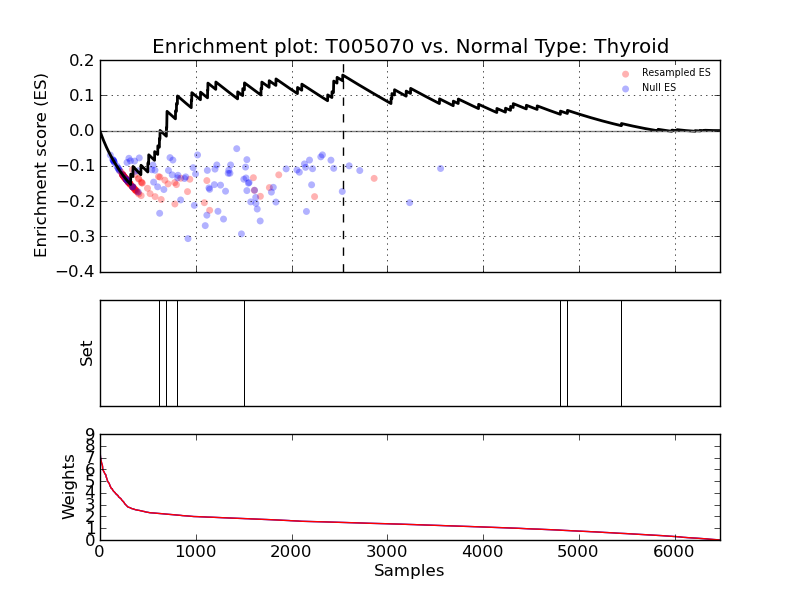 Enrichment plot: T005070 vs. Normal Type: Thyroid
Enrichment score (ES)
0.2
0.1
0.0
−0.1
−0.2
−0.3
−0.4
Resampled ES
Null ES
Set
Weights
9
8
7
6
5
4
3
2
1
0
0 1000 2000 3000 4000 5000 6000
Samples